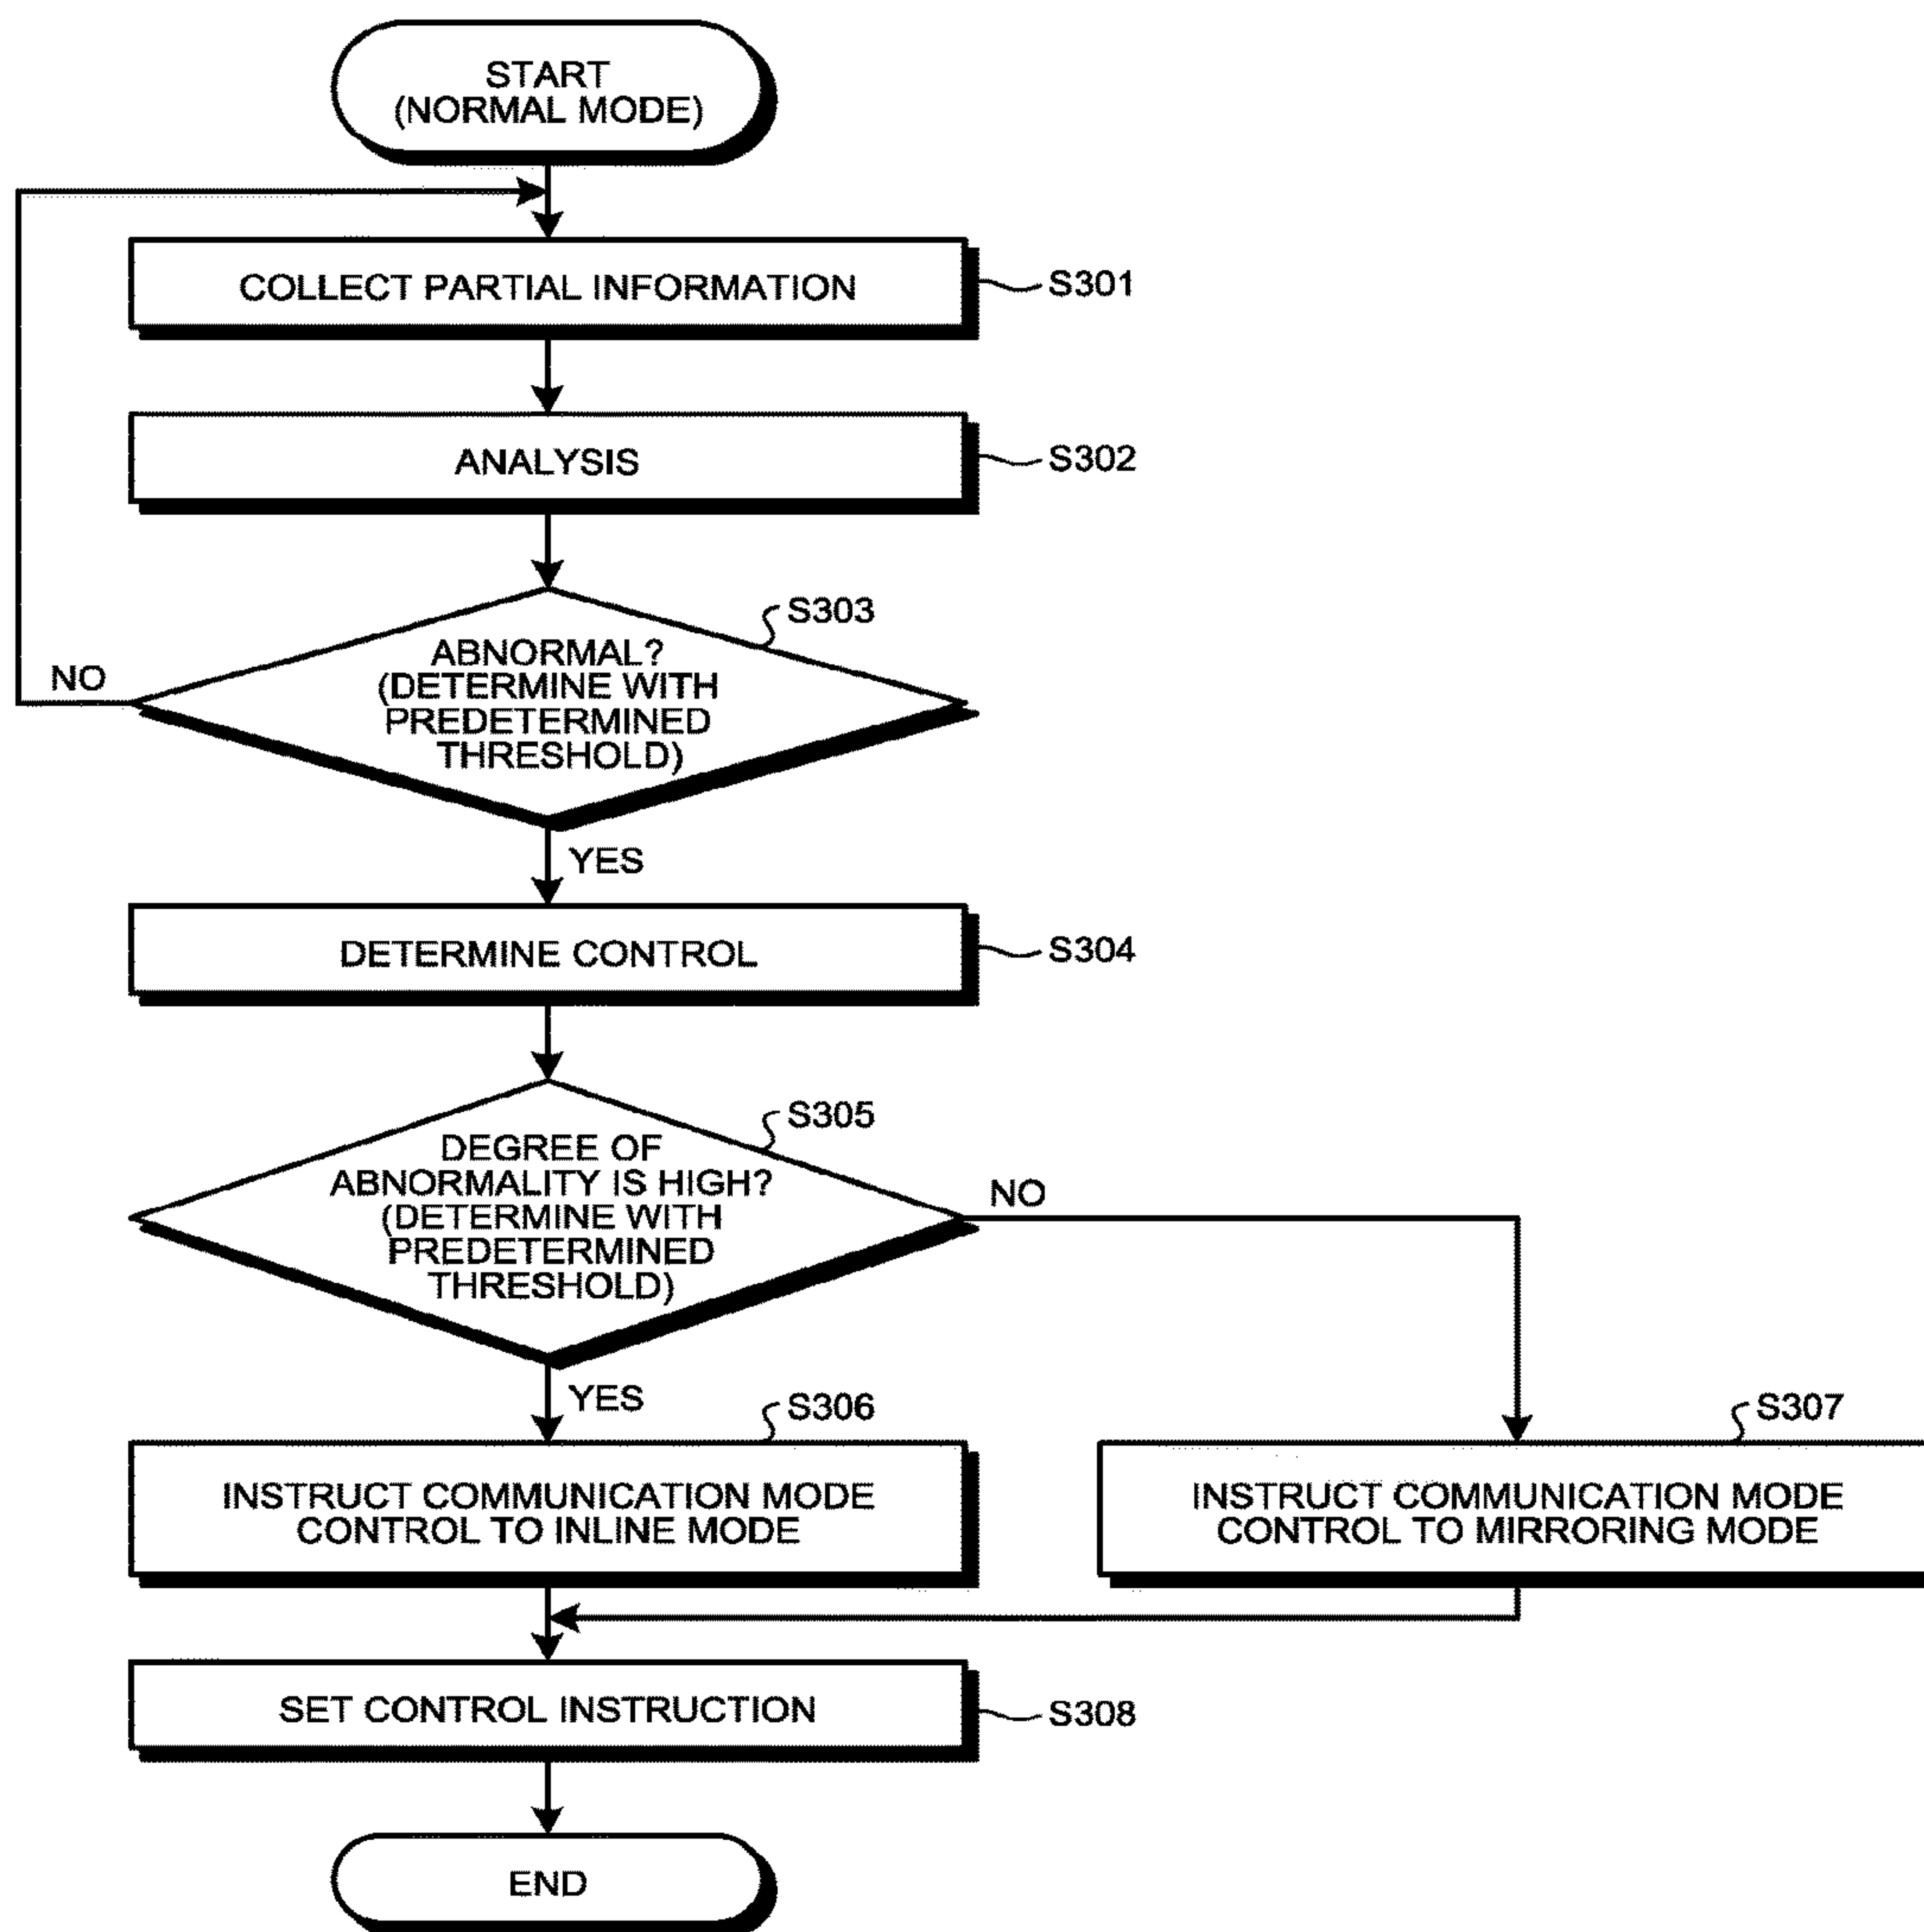 START
(NORMAL MODE)
COLLECT PARTIAL INFORMATION
S301
ANALYSIS
S302
S303
ABNORMAL?
(DETERMINE WITH
PREDETERMINED
THRESHOLD)
NO
YES
DETERMINE CONTROL
S304
S305
DEGREE OF
ABNORMALITY IS HIGH?
(DETERMINE WITH
PREDETERMINED
THRESHOLD)
NO
YES
S306
S307
INSTRUCT COMMUNICATION MODE
CONTROL TO INLINE MODE
INSTRUCT COMMUNICATION MODE
CONTROL TO MIRRORING MODE
SET CONTROL INSTRUCTION
S308
END